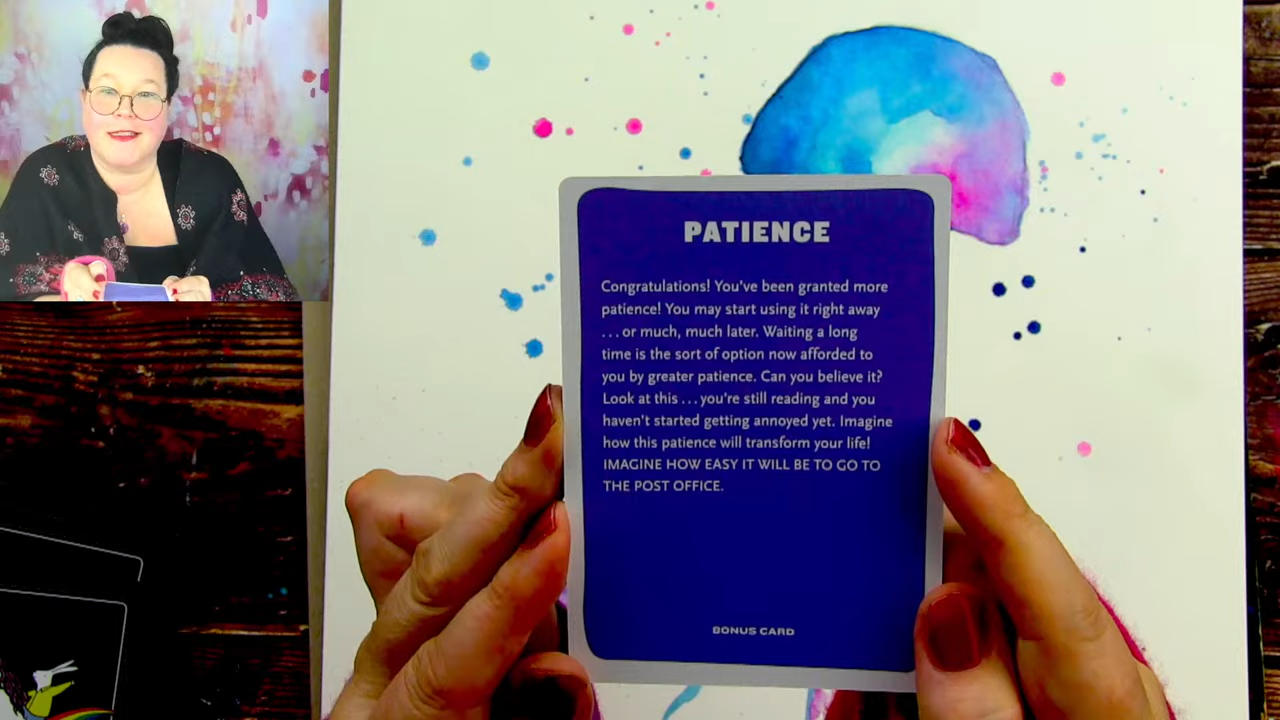 PATIENCE
Congratulations! You've been granted more
patience! You may start using it right away
...or much, much later. Waiting a long
time is the sort of option now afforded to
you by greater patience. Can you believe it?
Look at this...you're still reading and you
haven't started getting annoyed yet. Imagine
how this patience will transform your life!
IMAGINE HOW EASY IT WILL BE TO GO TO
THE POST OFFICE.
BONUS CARD